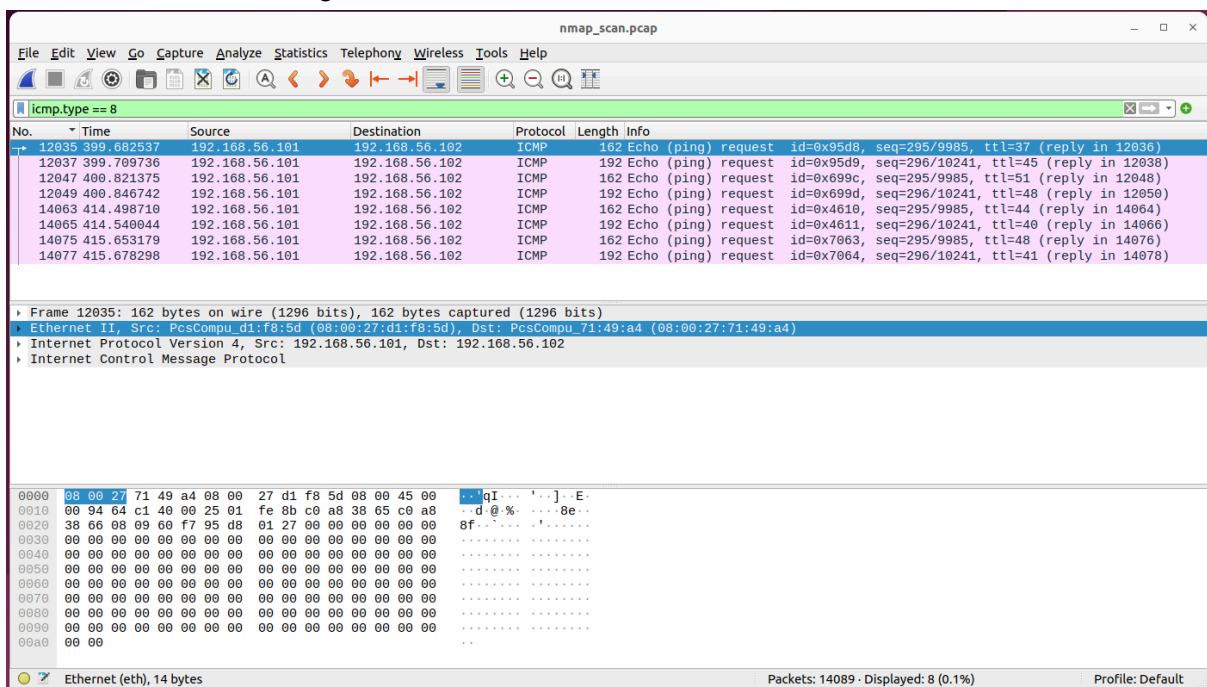 nmap_scan.pcap
File Edit View Go Capture Analyze Statistics Telephony Wireless Tools Help
icmp.type == 8
No. Time Source Destination Protocol Length Info
12035 399.682537 192.168.56.101 192.168.56.102 ICMP 162 Echo (ping) request id=0x95d8, seq=295/9985, ttl=37 (reply in 12036)
12037 399.709736 192.168.56.101 192.168.56.102 ICMP 192 Echo (ping) request id=0x95d9, seq=296/10241, ttl=45 (reply in 12038)
12047 400.821375 192.168.56.101 192.168.56.102 ICMP 162 Echo (ping) request id=0x699c, seq=295/9985, ttl=51 (reply in 12048)
12049 400.846742 192.168.56.101 192.168.56.102 ICMP 192 Echo (ping) request id=0x699d, seq=296/10241, ttl=48 (reply in 12050)
14063 414.498710 192.168.56.101 192.168.56.102 ICMP 162 Echo (ping) request id=0x4610, seq=295/9985, ttl=44 (reply in 14064)
14065 414.540044 192.168.56.101 192.168.56.102 ICMP 192 Echo (ping) request id=0x4611, seq=296/10241, ttl=40 (reply in 14066)
14075 415.653179 192.168.56.101 192.168.56.102 ICMP 162 Echo (ping) request id=0x7063, seq=295/9985, ttl=48 (reply in 14076)
14077 415.678298 192.168.56.101 192.168.56.102 ICMP 192 Echo (ping) request id=0x7064, seq=296/10241, ttl=41 (reply in 14078)
Frame 12035: 162 bytes on wire (1296 bits), 162 bytes captured (1296 bits)
Ethernet II, Src: PcsCompu_d1:f8:5d (08:00:27:d1:f8:5d), Dst: PcsCompu_71:49:a4 (08:00:27:71:49:a4)
Internet Protocol Version 4, Src: 192.168.56.101, Dst: 192.168.56.102
Internet Control Message Protocol
0000 08 00 27 71 49 a4 08 00 27 d1 f8 5d 08 00 45 00 ··'qI··· '··]··E·
0010 00 94 64 c1 40 00 25 01 fe 8b c0 a8 38 65 c0 a8 ··d·@·%· ····8e··
0020 38 66 08 09 60 f7 95 d8 01 27 00 00 00 00 00 00 8f··`··· ·'······
0030 00 00 00 00 00 00 00 00 00 00 00 00 00 00 00 00 ········ ········
0040 00 00 00 00 00 00 00 00 00 00 00 00 00 00 00 00 ········ ········
0050 00 00 00 00 00 00 00 00 00 00 00 00 00 00 00 00 ········ ········
0060 00 00 00 00 00 00 00 00 00 00 00 00 00 00 00 00 ········ ········
0070 00 00 00 00 00 00 00 00 00 00 00 00 00 00 00 00 ········ ········
0080 00 00 00 00 00 00 00 00 00 00 00 00 00 00 00 00 ········ ········
0090 00 00 00 00 00 00 00 00 00 00 00 00 00 00 00 00 ········ ········
00a0 00 00 ··
Ethernet (eth), 14 bytes Packets: 14089 · Displayed: 8 (0.1%) Profile: Default